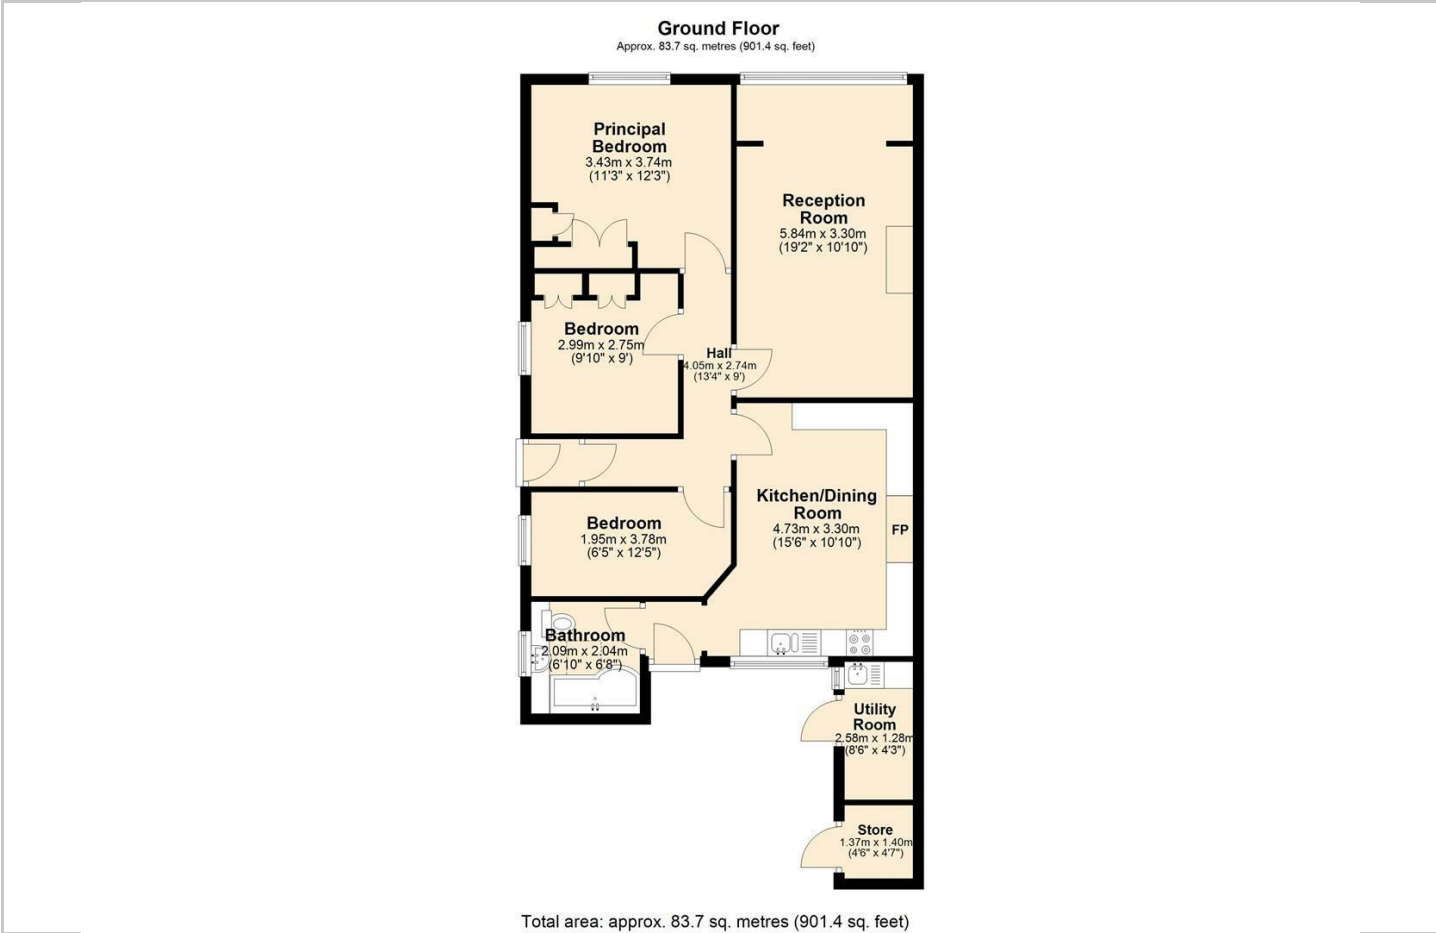 Ground Floor
Approx. 83.7 sq. metres (901.4 sq. feet)
Principal
Bedroom
3.43m x 3.74m
(11'3" x 12'3")
Reception
Room
5.84m x 3.30m
(19'2" x 10'10")
Bedroom
2.99m x 2.75m
(9'10" x 9')
Hall
4.05m x 2.74m
(13'4" x 9')
Kitchen/Dining
Room
4.73m x 3.30m
(15'6" x 10'10")
FP
Bedroom
1.95m x 3.78m
(6'5" x 12'5")
Bathroom
2.09m x 2.04m
(6'10" x 6'8")
Utility
Room
2.58m x 1.28m
(8'6" x 4'3")
Store
1.37m x 1.40m
(4'6" x 4'7")
Total area: approx. 83.7 sq. metres (901.4 sq. feet)